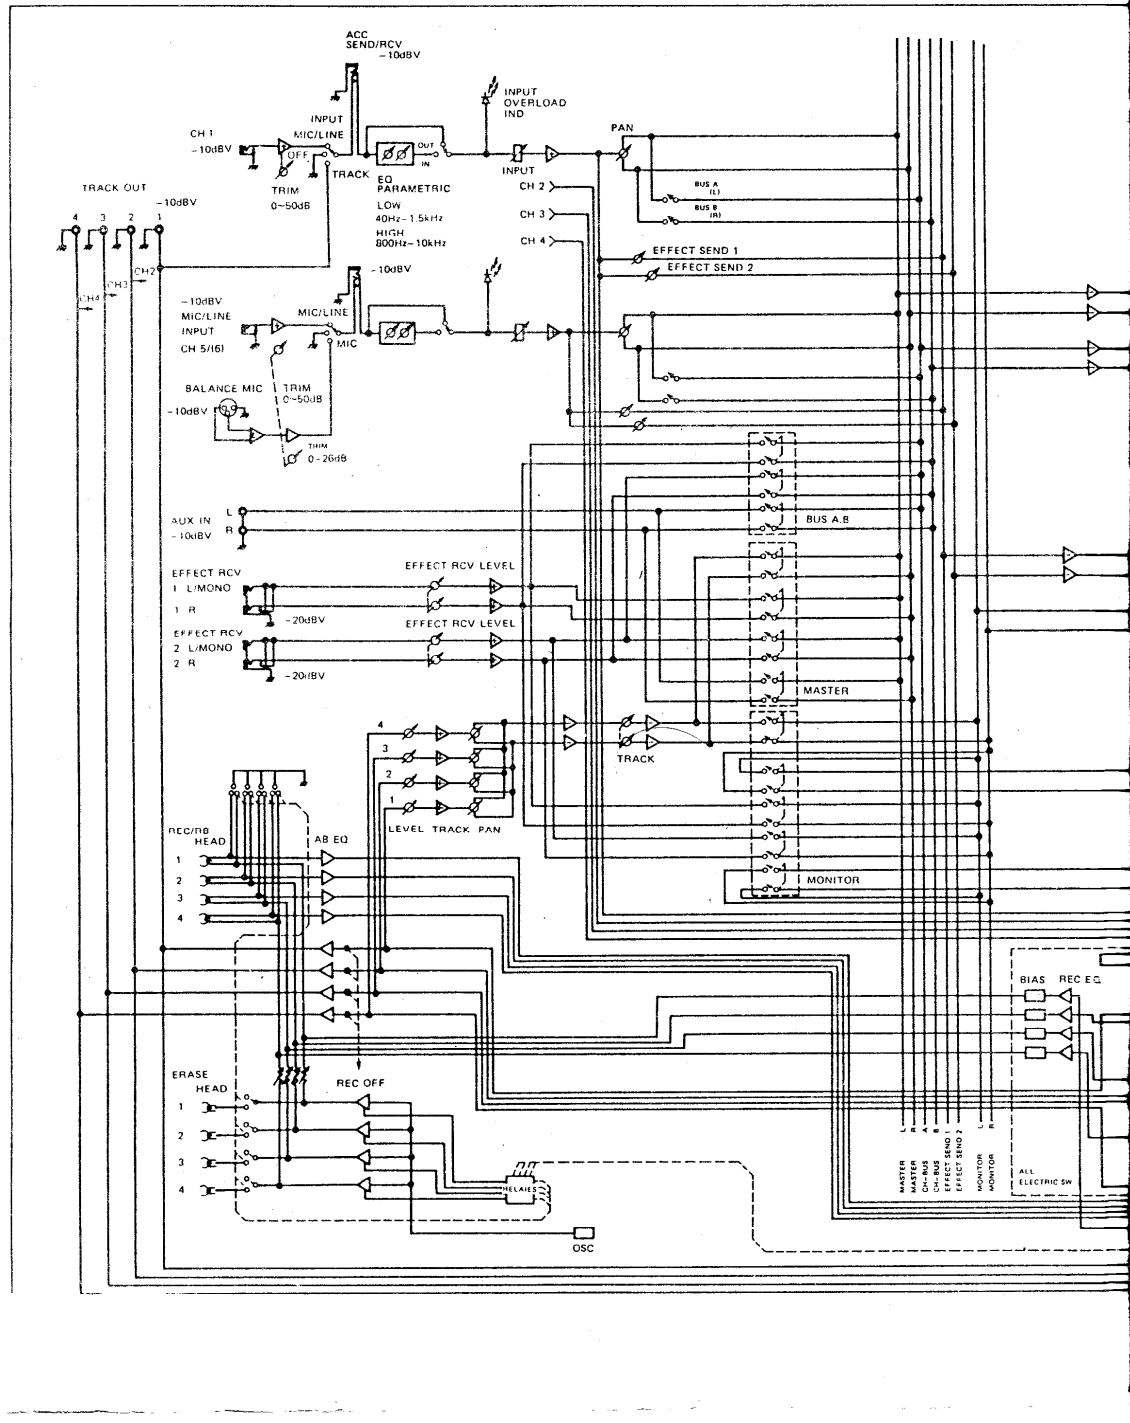 ACC
SEND/RCV
-10dBV
INPUT
OVERLOAD
IND
INPUT
MIC/LINE
CH 1
-10dBV
OFF
TRACK
TRIM
0~50dB
OUT
IN
EQ
PARAMETRIC
LOW
40Hz-1.5kHz
HIGH
800Hz-10kHz
INPUT
PAN
CH 2
CH 3
CH 4
BUS A
(L)
BUS B
(R)
EFFECT SEND 1
EFFECT SEND 2
TRACK OUT
-10dBV
4 3 2 1
CH2
CH3
CH4
-10dBV
-10dBV
MIC/LINE
INPUT
CH 5/(6)
MIC/LINE
MIC
BALANCE MIC
-10dBV
TRIM
0~50dB
TRIM
0~26dB
AUX IN
-10dBV
L
R
BUS A.B
EFFECT RCV
1 L/MONO
1 R
-20dBV
EFFECT RCV LEVEL
EFFECT RCV
2 L/MONO
2 R
-20dBV
EFFECT RCV LEVEL
MASTER
4
3
2
1
LEVEL TRACK PAN
TRACK
MONITOR
REC/RB
HEAD
1
2
3
4
AB EQ
BIAS REC EQ
REC OFF
ERASE
HEAD
1
2
3
4
RELAIES
OSC
MASTER L
MASTER R
CH-BUS A
CH-BUS B
EFFECT SEND 1
EFFECT SEND 2
MONITOR L
MONITOR R
ALL
ELECTRIC SW